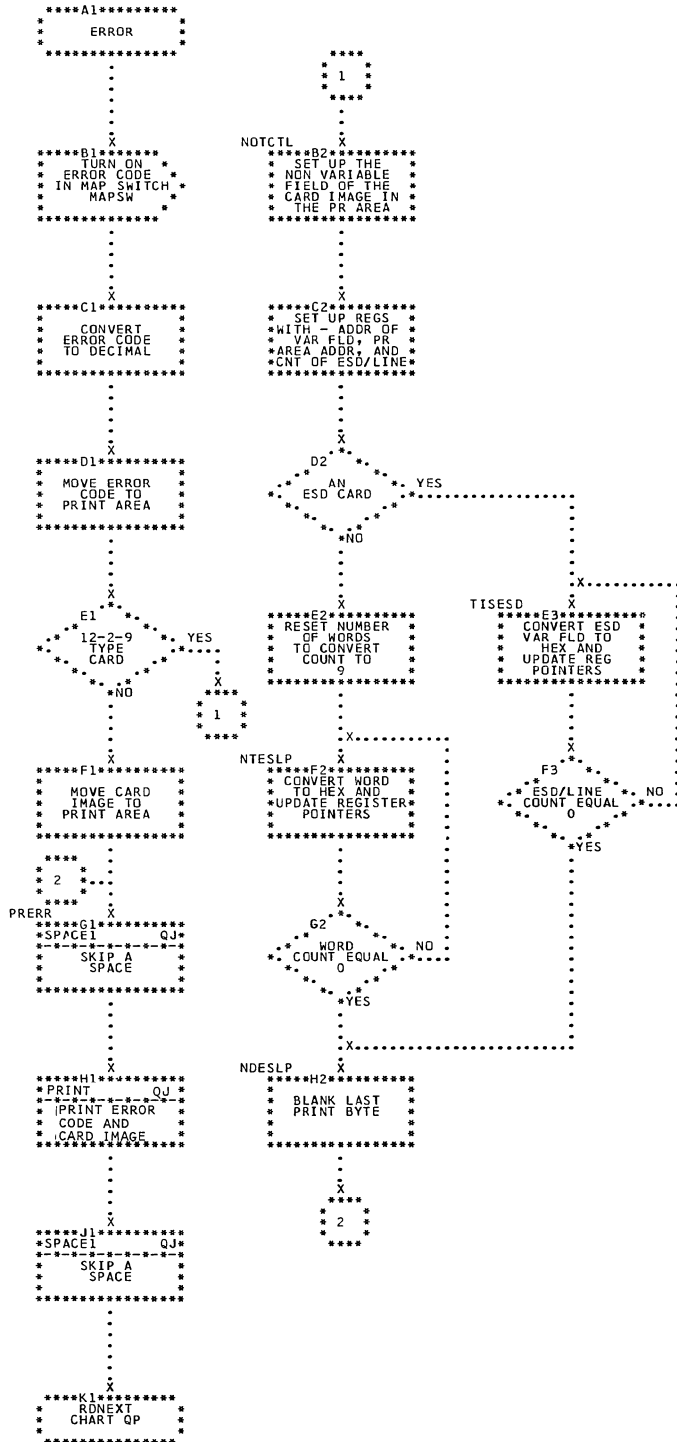 A1
ERROR
B1
TURN ON
ERROR CODE
IN MAP SWITCH
MAPSW
C1
CONVERT
ERROR CODE
TO DECIMAL
D1
MOVE ERROR
CODE TO
PRINT AREA
E1
12-2-9
TYPE
CARD
YES
1
NO
F1
MOVE CARD
IMAGE TO
PRINT AREA
2
PRERR
G1
SPACE1 QJ
SKIP A
SPACE
H1
PRINT QJ
PRINT ERROR
CODE AND
CARD IMAGE
J1
SPACE1 QJ
SKIP A
SPACE
K1
RDNEXT
CHART QP
1
NOTCTL
B2
SET UP THE
NON VARIABLE
FIELD OF THE
CARD IMAGE IN
THE PR AREA
C2
SET UP REGS
WITH - ADDR OF
VAR FLD, PR
AREA ADDR, AND
CNT OF ESD/LINE
D2
AN
ESD CARD
YES
NO
E2
RESET NUMBER
OF WORDS
TO CONVERT
COUNT TO
9
NTESLP
F2
CONVERT WORD
TO HEX AND
UPDATE REGISTER
POINTERS
G2
WORD
COUNT EQUAL
0
NO
YES
NDESLP
H2
BLANK LAST
PRINT BYTE
2
TISESD
E3
CONVERT ESD
VAR FLD TO
HEX AND
UPDATE REG
POINTERS
F3
ESD/LINE
COUNT EQUAL
0
NO
YES